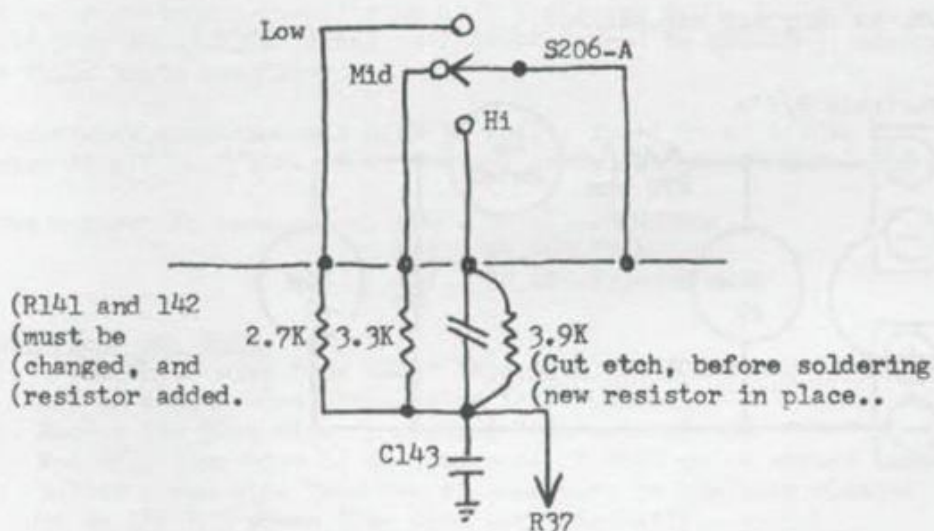 Low
S206-A
Mid
Hi
(R141 and 142
(must be
(changed, and
(resistor added.
2.7K
3.3K
3.9K
(Cut etch, before soldering
(new resistor in place..
C143
R37